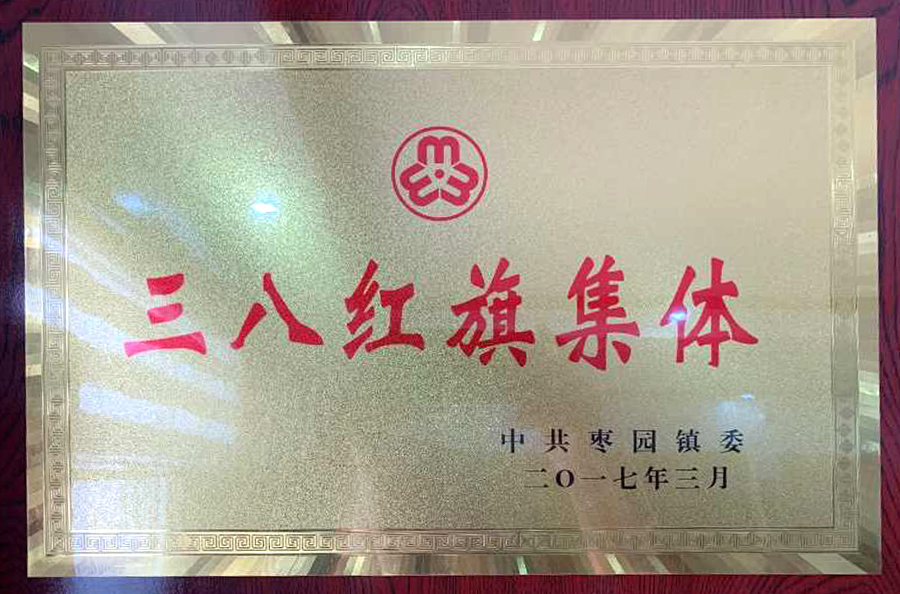 三八红旗集体
中共枣园镇委
二〇一七年三月